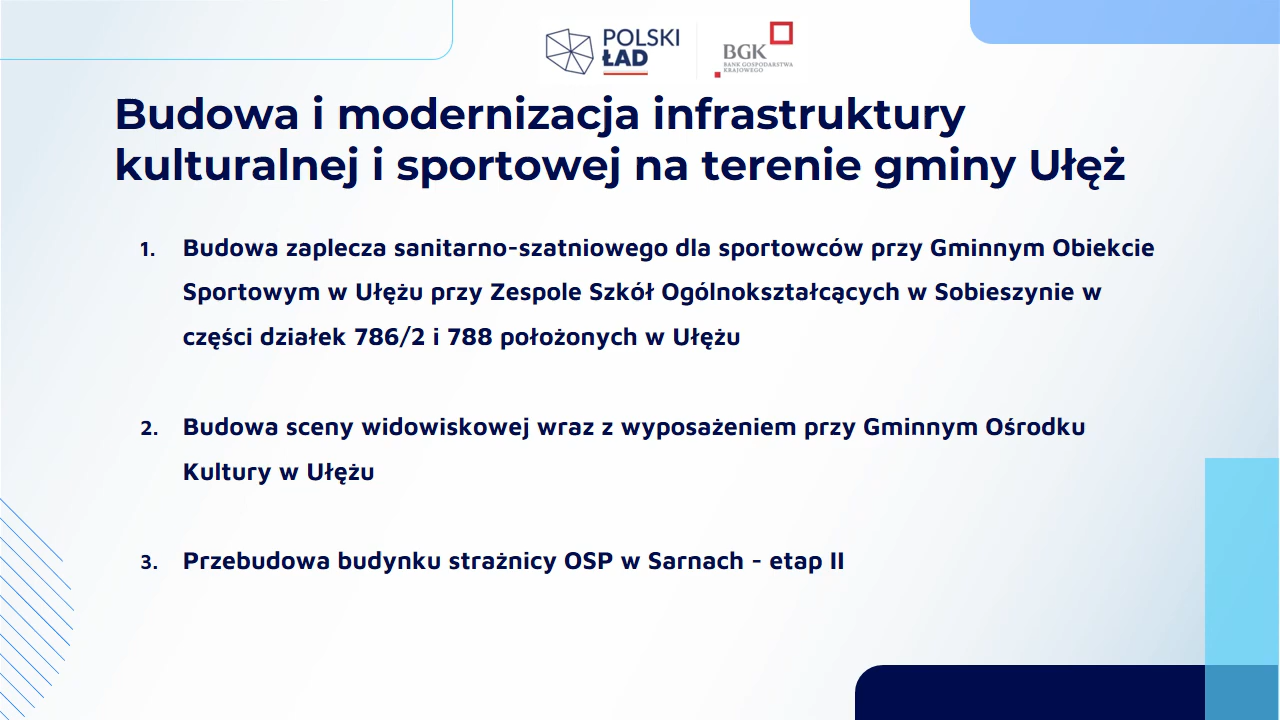 POLSKI
ŁAD
BGK
BANK GOSPODARSTWA
KRAJOWEGO
Budowa i modernizacja infrastruktury
kulturalnej i sportowej na terenie gminy Ułęż
1. Budowa zaplecza sanitarno-szatniowego dla sportowców przy Gminnym Obiekcie
Sportowym w Ułężu przy Zespole Szkół Ogólnokształcących w Sobieszynie w
części działek 786/2 i 788 położonych w Ułężu
2. Budowa sceny widowiskowej wraz z wyposażeniem przy Gminnym Ośrodku
Kultury w Ułężu
3. Przebudowa budynku strażnicy OSP w Sarnach - etap II